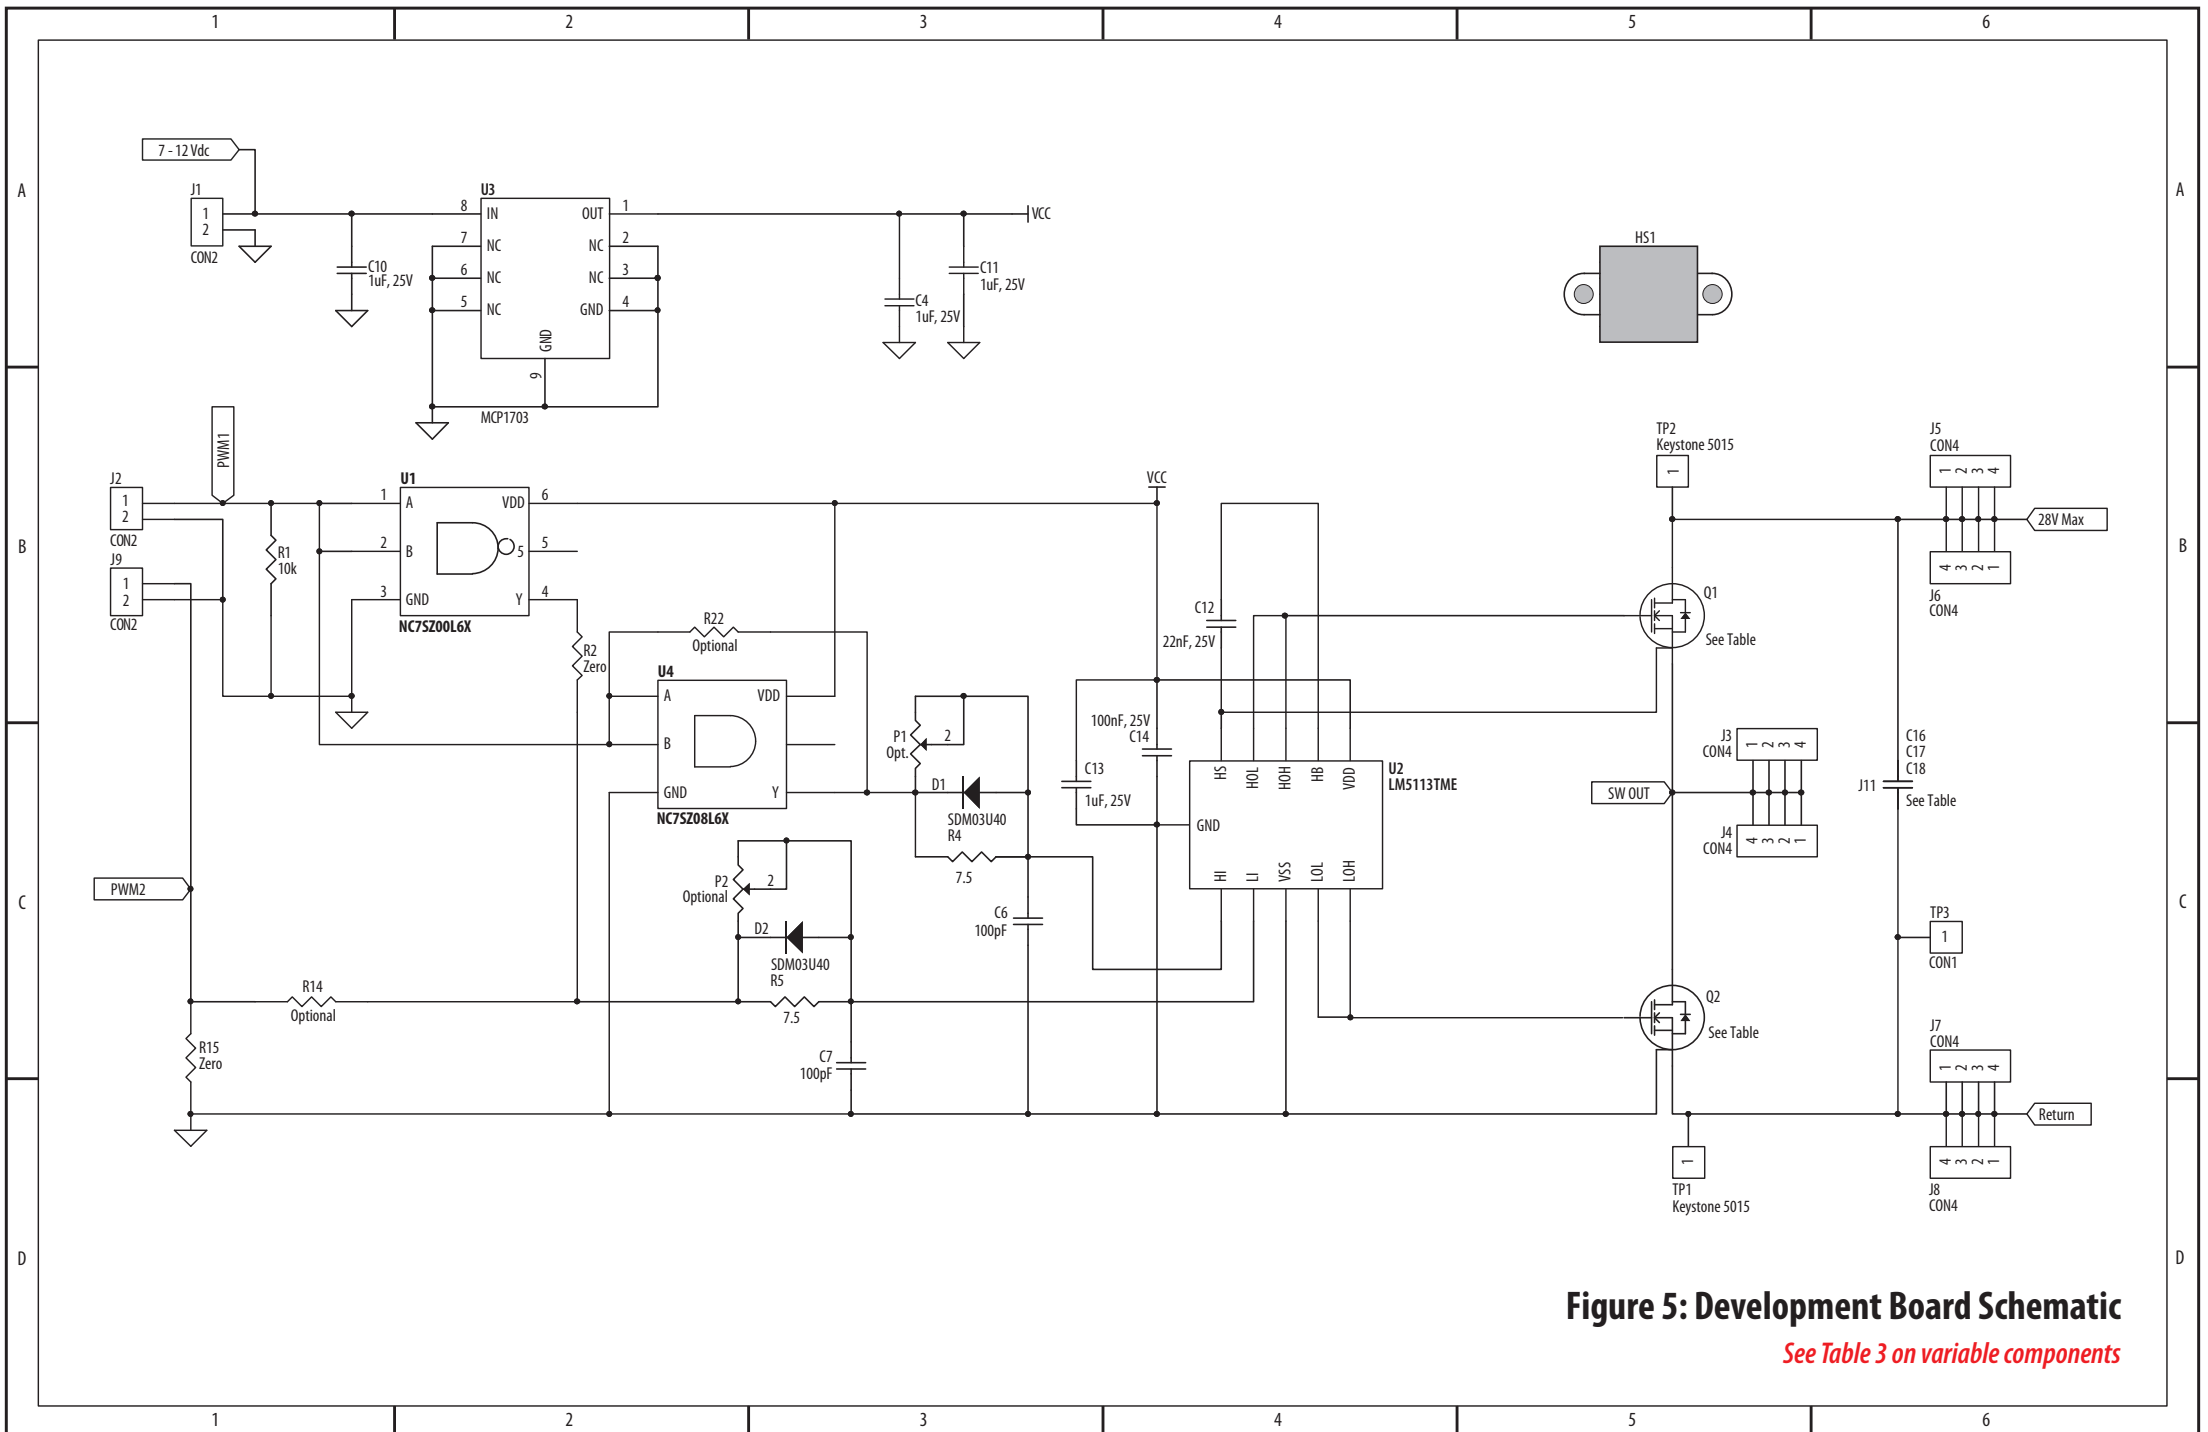 1 2 3 4 5 6
A A
B B
C C
D D
7 - 12 Vdc
J1
1
2
CON2
C10
1uF, 25V
U3
8 IN
7 NC
6 NC
5 NC
OUT 1
NC 2
NC 3
GND 4
GND
9
MCP1703
C4
1uF, 25V
C11
1uF, 25V
VCC
HS1
PWM1
J2
1
2
CON2
J9
1
2
CON2
R1
10k
U1
1 A
2 B
3 GND
VDD 6
5 5
Y 4
NC7SZ00L6X
R2
Zero
R22
Optional
U4
A
B
GND
VDD
Y
NC7SZ08L6X
P1
Opt.
2
D1
SDM03U40
R4
7.5
P2
Optional
2
D2
SDM03U40
R5
7.5
C6
100pF
C7
100pF
PWM2
R14
Optional
R15
Zero
VCC
C12
22nF, 25V
100nF, 25V
C14
C13
1uF, 25V
U2
LM5113TME
HS
HOL
HOH
HB
VDD
GND
HI
LI
VSS
LOL
LOH
TP2
Keystone 5015
1
Q1
See Table
SW OUT
J3
CON4
1 2 3 4
J4
CON4
4 3 2 1
Q2
See Table
TP1
Keystone 5015
1
J5
CON4
1 2 3 4
28V Max
4 3 2 1
J6
CON4
C16
C17
C18
J11
See Table
TP3
1
CON1
J7
CON4
1 2 3 4
Return
4 3 2 1
J8
CON4
Figure 5: Development Board Schematic
See Table 3 on variable components
1 2 3 4 5 6